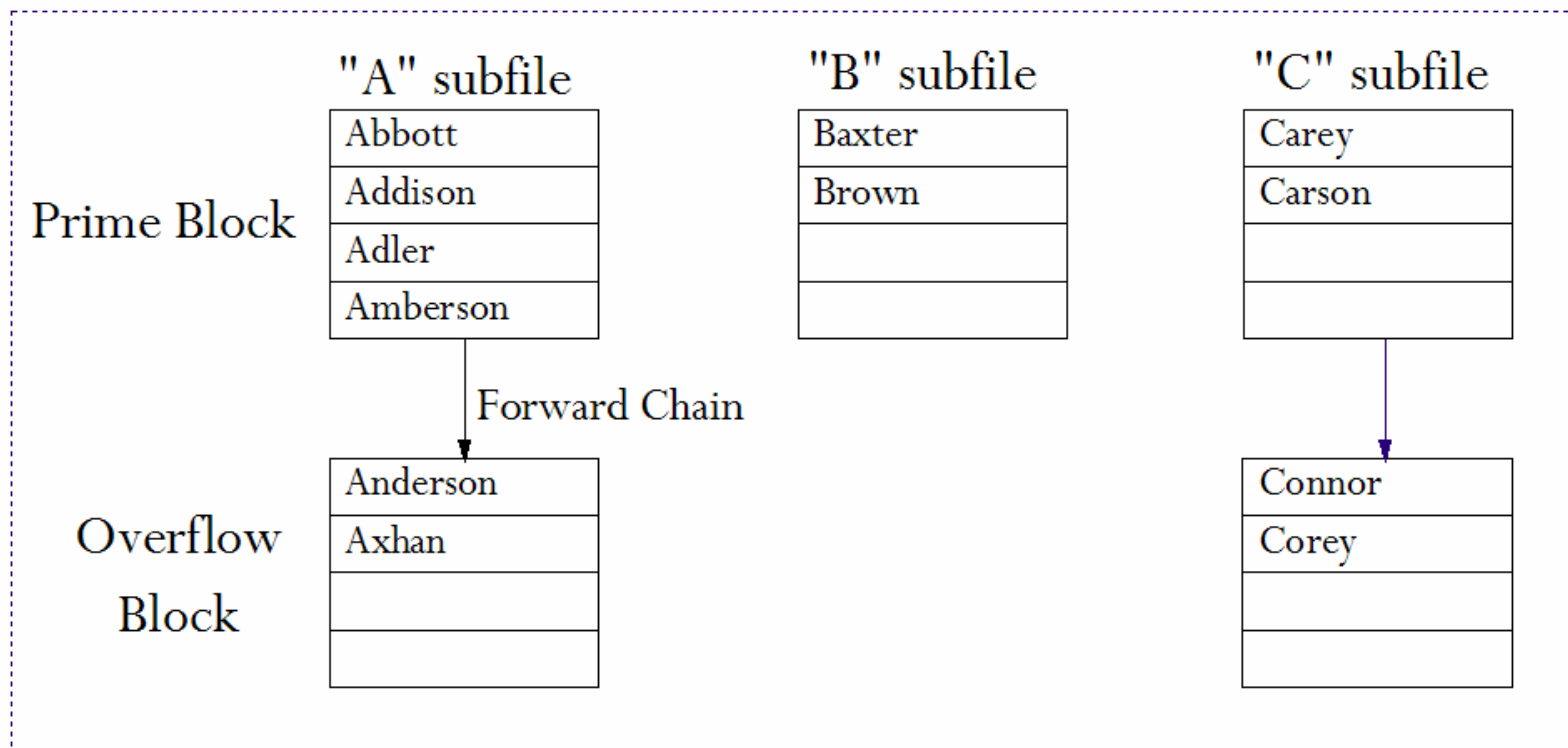 "A" subfile
"B" subfile
"C" subfile
Prime Block
Abbott
Addison
Adler
Amberson
Baxter
Brown
Carey
Carson
Forward Chain
Overflow
Block
Anderson
Axhan
Connor
Corey